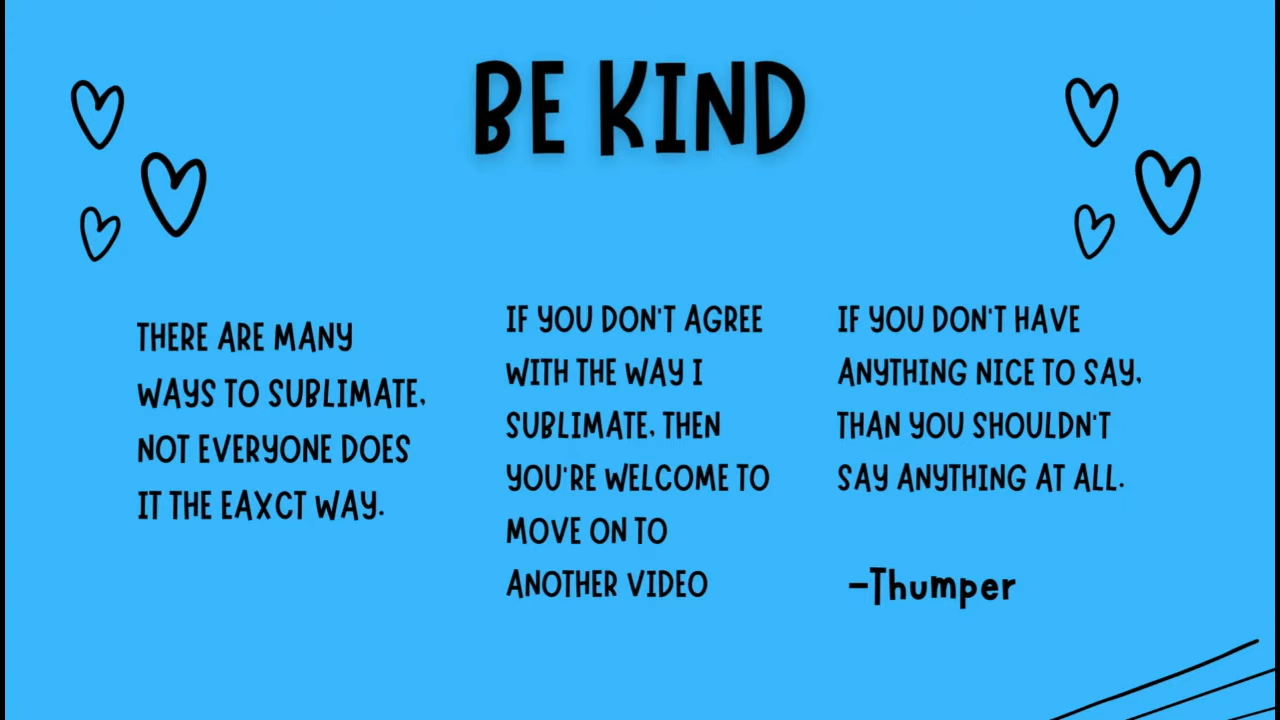 BE KIND
THERE ARE MANY
WAYS TO SUBLIMATE,
NOT EVERYONE DOES
IT THE EAXCT WAY.
IF YOU DON'T AGREE
WITH THE WAY I
SUBLIMATE, THEN
YOU'RE WELCOME TO
MOVE ON TO
ANOTHER VIDEO
IF YOU DON'T HAVE
ANYTHING NICE TO SAY,
THAN YOU SHOULDN'T
SAY ANYTHING AT ALL.
-Thumper